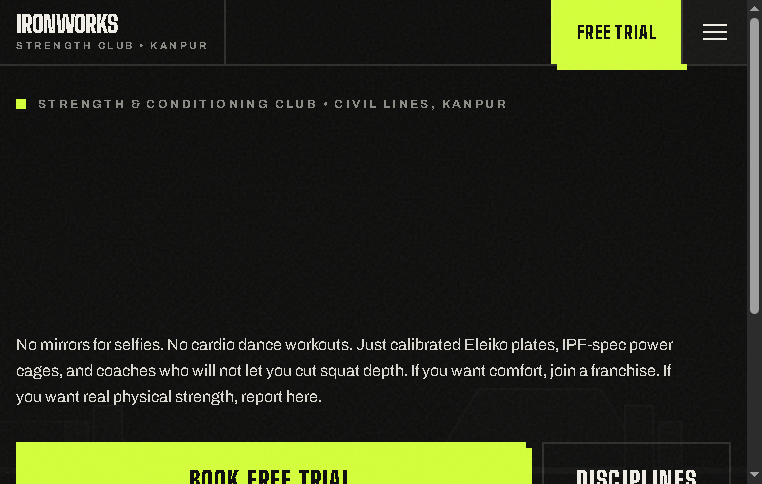 IRONWORKS
STRENGTH CLUB • KANPUR
FREE TRIAL
STRENGTH & CONDITIONING CLUB • CIVIL LINES, KANPUR
No mirrors for selfies. No cardio dance workouts. Just calibrated Eleiko plates, IPF-spec power
cages, and coaches who will not let you cut squat depth. If you want comfort, join a franchise. If
you want real physical strength, report here.
BOOK FREE TRIAL
DISCIPLINES